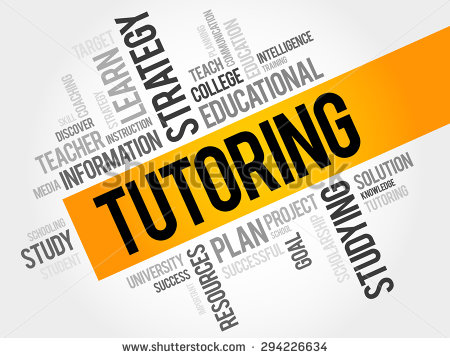 TARGET
PLANNING
COMMUNICATION
EDUCATION
INTELLIGENCE
TRAINING
COACHING
LEARN
STRATEGY
TEACH
COLLEGE
EDUCATIONAL
SKILL
STRATEGY
DISCOVER
INSTRUCTION
TEACHER
INFORMATION
MEDIA
TUTORING
SCHOOLING
STUDY
STUDENT
UNIVERSITY
SUCCESS
RESOURCES
PLAN
PROJECT
SCHOOL
SUCCESSFUL
GOAL
SCHOLARSHIP
STUDYING
SOLUTION
KNOWLEDGE
TUTORING
shutterstock
www.shutterstock.com · 294226634